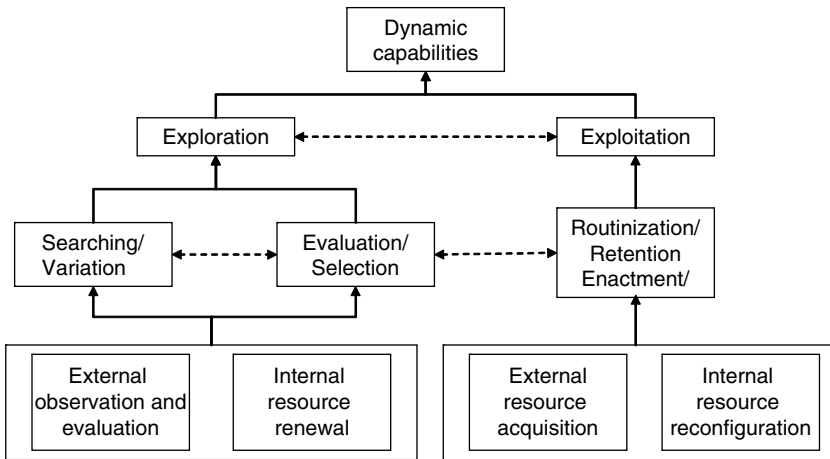 Dynamic
capabilities
Exploration
Exploitation
Searching/
Variation
Evaluation/
Selection
Routinization/
Retention
Enactment/
External
observation and
evaluation
Internal
resource
renewal
External
resource
acquisition
Internal
resource
reconfiguration